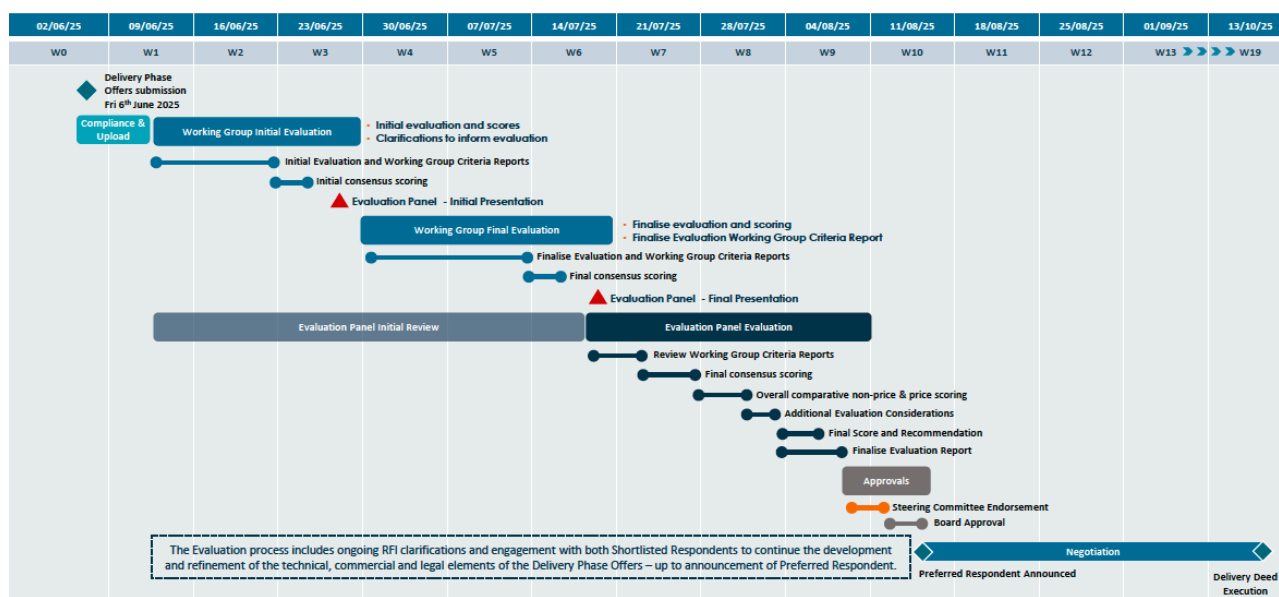 02/06/25 09/06/25 16/06/25 23/06/25 30/06/25 07/07/25 14/07/25 21/07/25 28/07/25 04/08/25 11/08/25 18/08/25 25/08/25 01/09/25 13/10/25
W0 W1 W2 W3 W4 W5 W6 W7 W8 W9 W10 W11 W12 W13 W19
Delivery Phase
Offers submission
Fri 6th June 2025
Compliance &
Upload
Working Group Initial Evaluation
• Initial evaluation and scores
• Clarifications to inform evaluation
Initial Evaluation and Working Group Criteria Reports
Initial consensus scoring
Evaluation Panel - Initial Presentation
Working Group Final Evaluation
• Finalise evaluation and scoring
• Finalise Evaluation Working Group Criteria Report
Finalise Evaluation and Working Group Criteria Reports
Final consensus scoring
Evaluation Panel - Final Presentation
Evaluation Panel Initial Review
Evaluation Panel Evaluation
Review Working Group Criteria Reports
Final consensus scoring
Overall comparative non-price & price scoring
Additional Evaluation Considerations
Final Score and Recommendation
Finalise Evaluation Report
Approvals
Steering Committee Endorsement
Board Approval
The Evaluation process includes ongoing RFI clarifications and engagement with both Shortlisted Respondents to continue the development
and refinement of the technical, commercial and legal elements of the Delivery Phase Offers – up to announcement of Preferred Respondent.
Negotiation
Preferred Respondent Announced
Delivery Deed
Execution